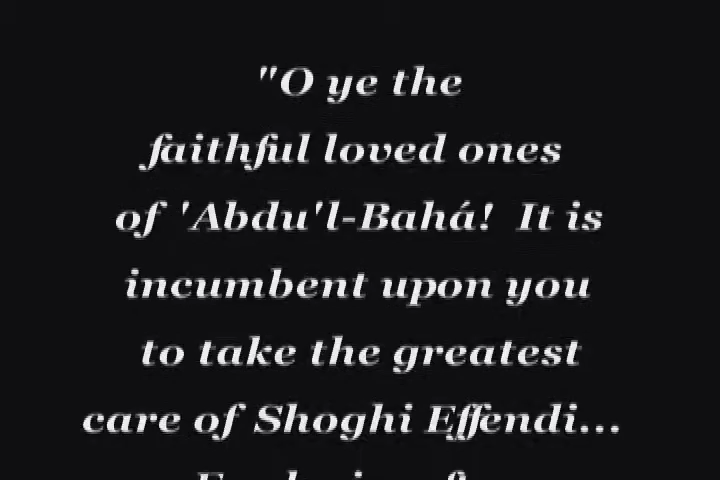 "O ye the
faithful loved ones
of 'Abdu'l-Bahá! It is
incumbent upon you
to take the greatest
care of Shoghi Effendi...